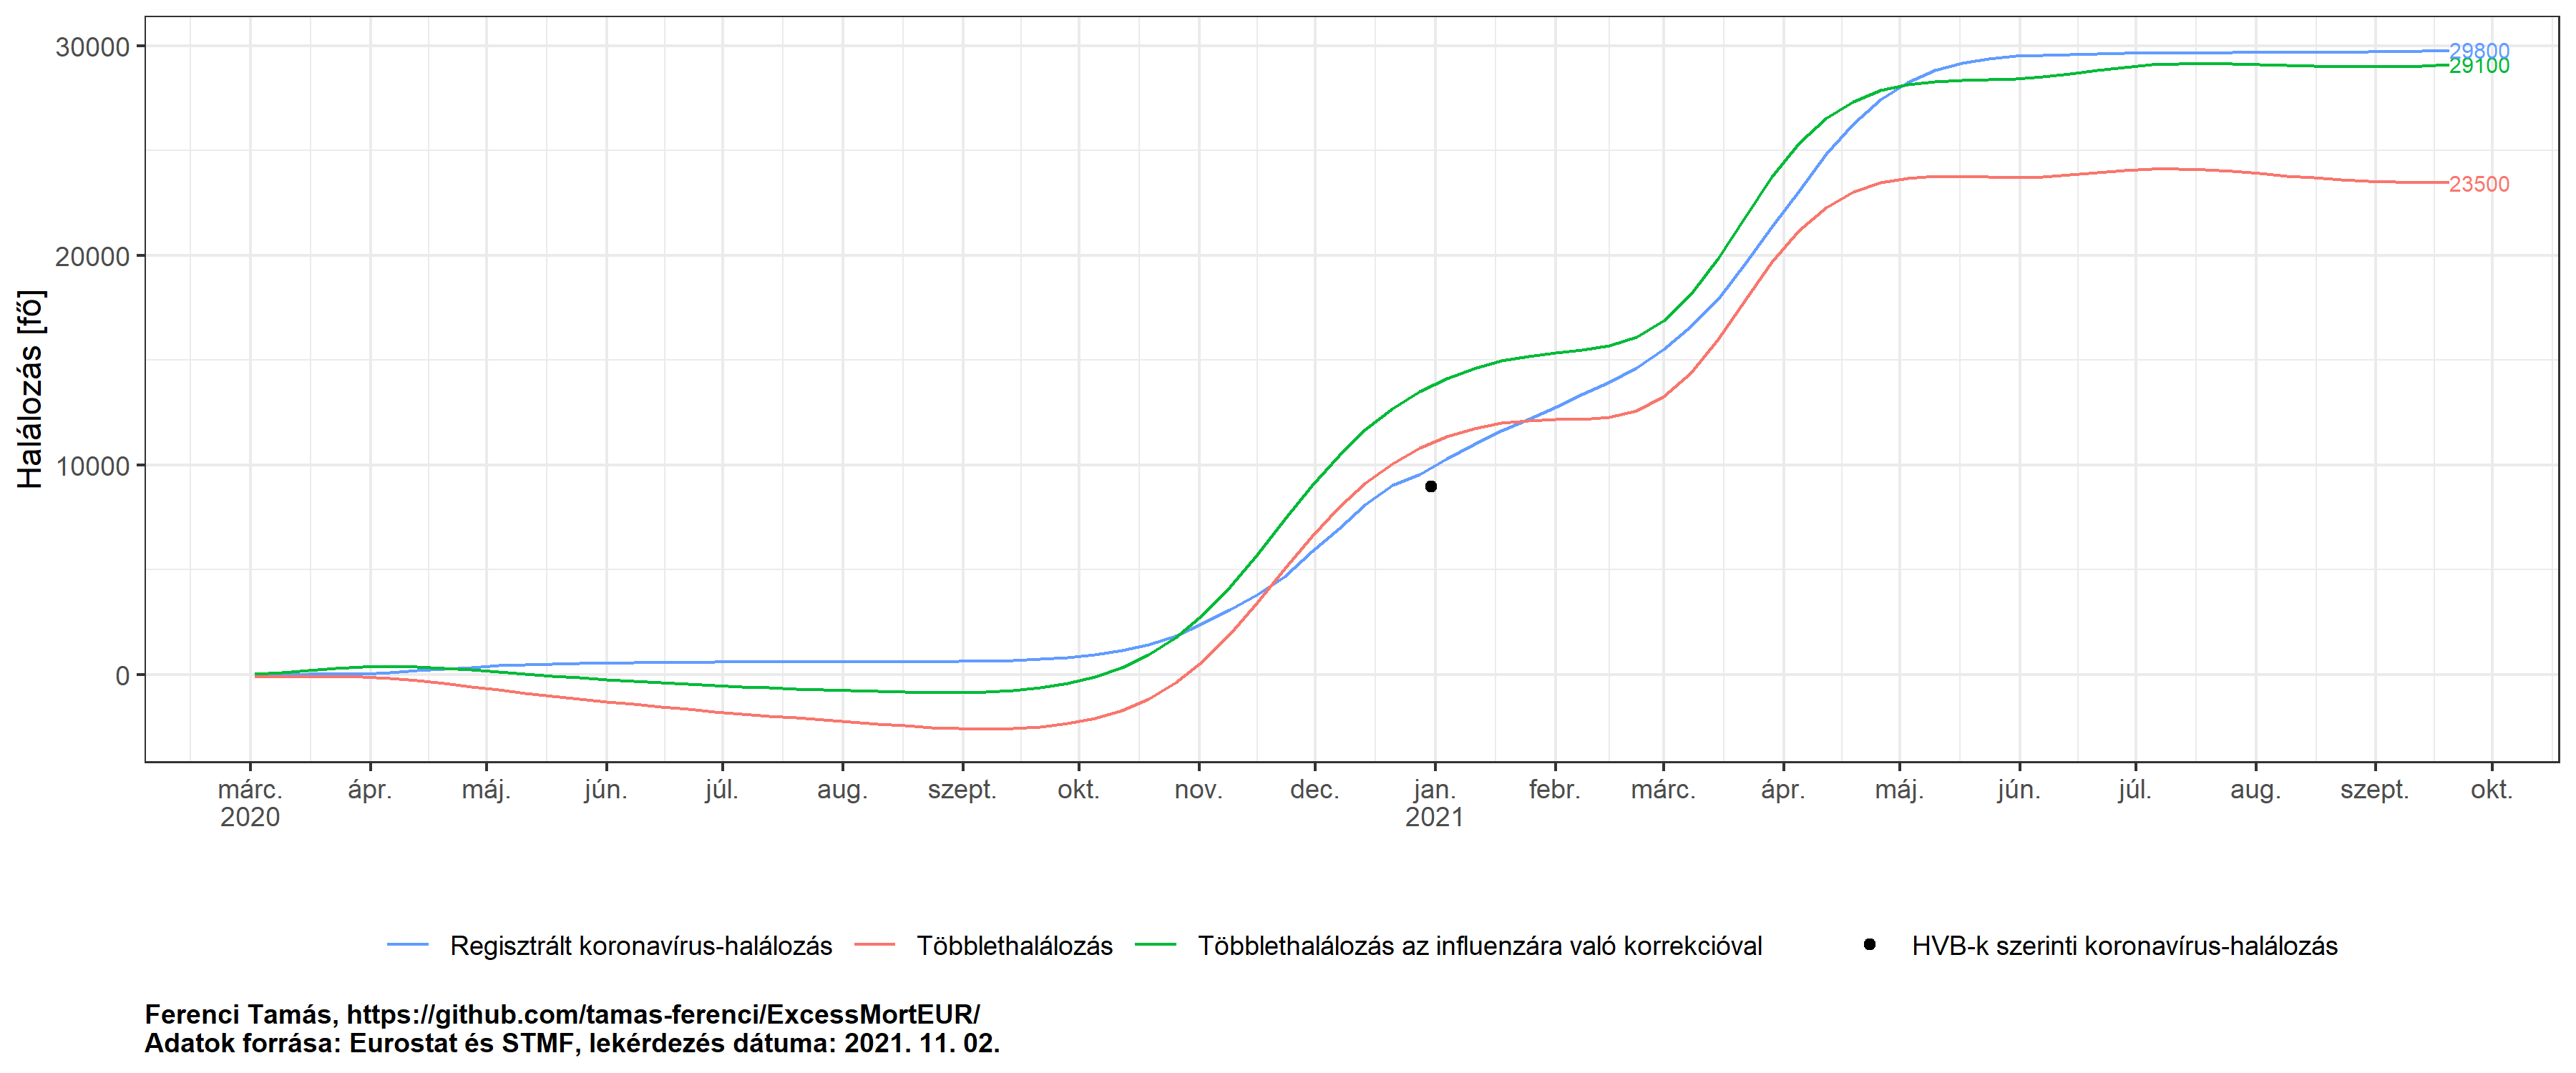 30000
20000
10000
0
Halálozás [fő]
29800
29100
23500
márc. ápr. máj. jún. júl. aug. szept. okt. nov. dec. jan. febr. márc. ápr. máj. jún. júl. aug. szept. okt.
2020 2021
Regisztrált koronavírus-halálozás Többlethalálozás Többlethalálozás az influenzára való korrekcióval HVB-k szerinti koronavírus-halálozás
Ferenci Tamás, https://github.com/tamas-ferenci/ExcessMortEUR/
Adatok forrása: Eurostat és STMF, lekérdezés dátuma: 2021. 11. 02.